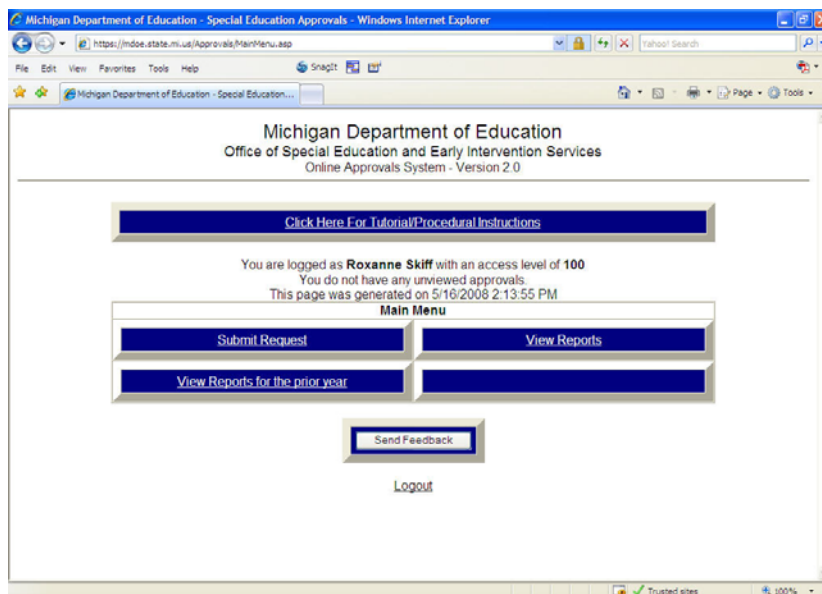 Michigan Department of Education - Special Education Approvals - Windows Internet Explorer
https://mdoe.state.mi.us/Approvals/MainMenu.asp
Yahoo! Search
File Edit View Favorites Tools Help
SnagIt
Michigan Department of Education - Special Education...
Page Tools
Michigan Department of Education
Office of Special Education and Early Intervention Services
Online Approvals System - Version 2.0
Click Here For Tutorial/Procedural Instructions
You are logged as Roxanne Skiff with an access level of 100
You do not have any unviewed approvals.
This page was generated on 5/16/2008 2:13:55 PM
Main Menu
Submit Request
View Reports
View Reports for the prior year
Send Feedback
Logout
Trusted sites
100%